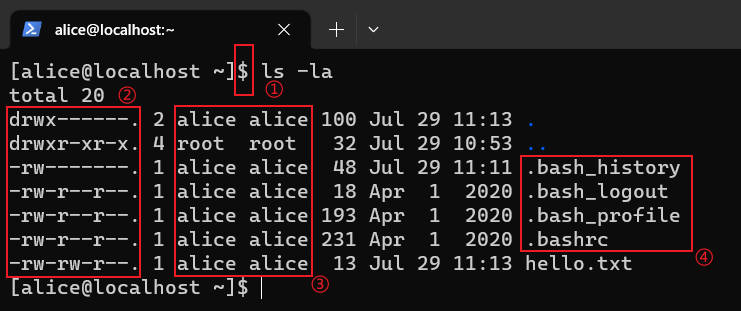 alice@localhost:~
[alice@localhost ~]$ ls -la
①
total 20 ②
drwx------. 2 alice alice 100 Jul 29 11:13 .
drwxr-xr-x. 4 root  root   32 Jul 29 10:53 ..
-rw-------. 1 alice alice  48 Jul 29 11:11 .bash_history
-rw-r--r--. 1 alice alice  18 Apr  1  2020 .bash_logout
-rw-r--r--. 1 alice alice 193 Apr  1  2020 .bash_profile
-rw-r--r--. 1 alice alice 231 Apr  1  2020 .bashrc
④
-rw-rw-r--. 1 alice alice  13 Jul 29 11:13 hello.txt
③
[alice@localhost ~]$